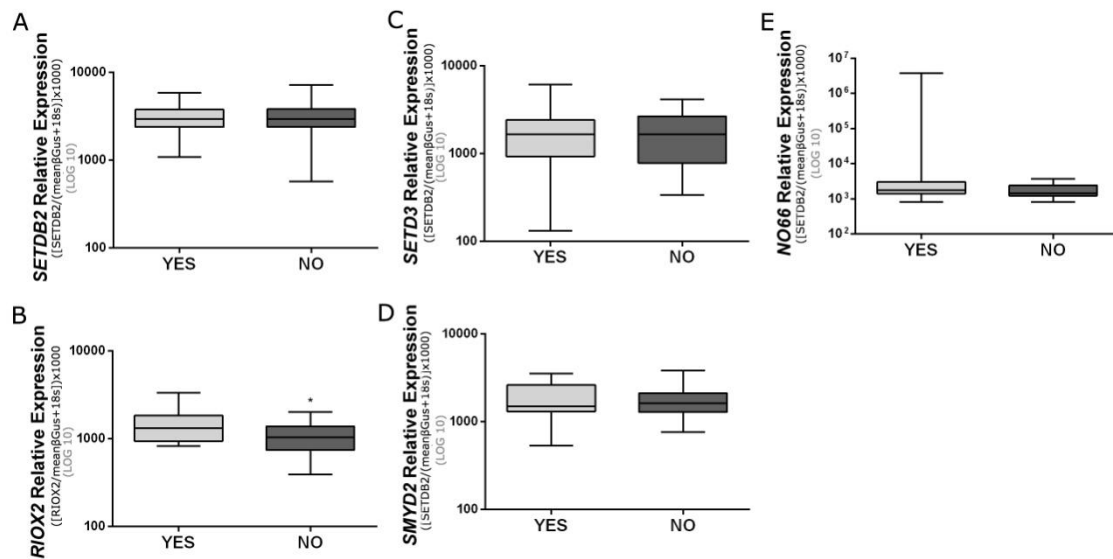 A
SETDB2 Relative Expression
([SETDB2/(meanβGus+18s)]x1000)
(LOG 10)
10000
1000
100
YES
NO
B
RIOX2 Relative Expression
([RIOX2/meanβGus+18s)])x1000
(LOG 10)
10000
1000
100
*
YES
NO
C
SETD3 Relative Expression
([SETDB2/(meanβGus+18s)]x1000)
(LOG 10)
10000
1000
100
YES
NO
D
SMYD2 Relative Expression
([SETDB2/(meanβGus+18s)]x1000)
(LOG 10)
10000
1000
100
YES
NO
E
NO66 Relative Expression
([SETDB2/(meanβGus+18s)]x1000)
(LOG 10)
10⁷
10⁶
10⁵
10⁴
10³
10²
YES
NO